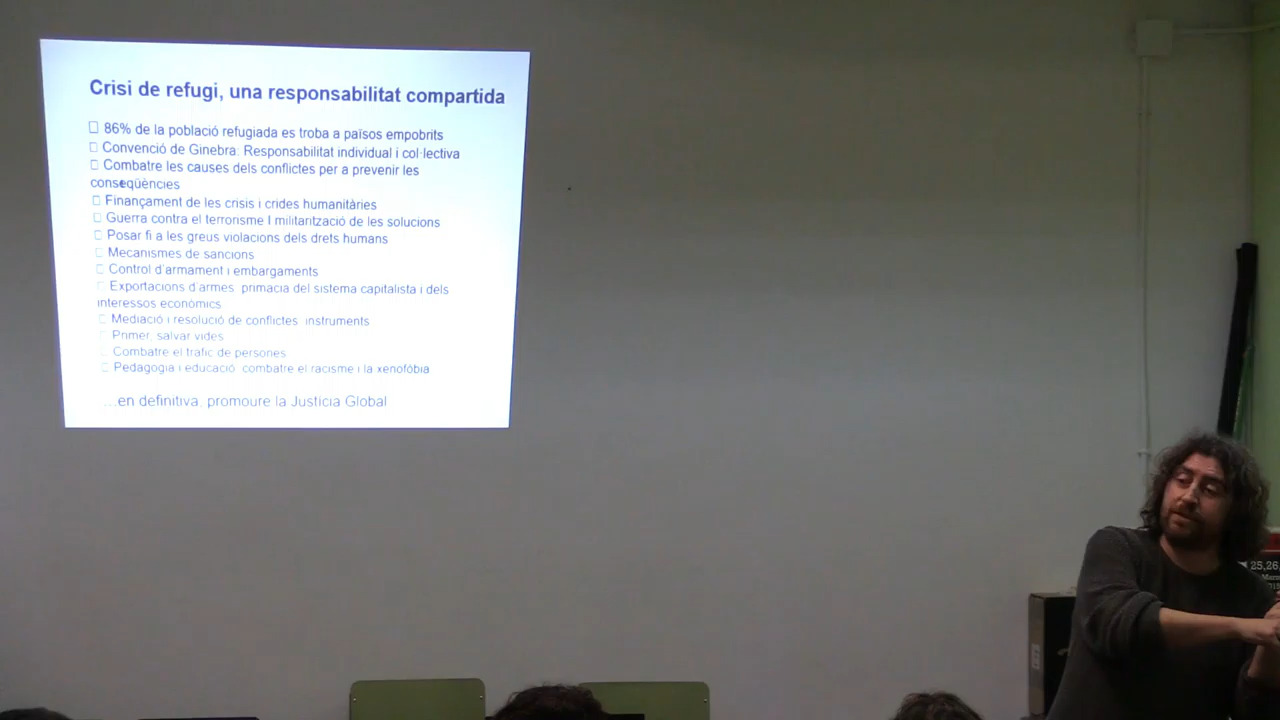 Crisi de refugi, una responsabilitat compartida
86% de la població refugiada es troba a països empobrits
Convenció de Ginebra: Responsabilitat individual i col·lectiva
Combatre les causes dels conflictes per a prevenir les
conseqüències
Finançament de les crisis i crides humanitàries
Guerra contra el terrorisme I militarització de les solucions
Posar fi a les greus violacions dels drets humans
Mecanismes de sancions
Control d'armament i embargaments
Exportacions d'armes: primacia del sistema capitalista i dels
interessos econòmics
Mediació i resolució de conflictes: instruments
Primer, salvar vides
Combatre el tràfic de persones
Pedagogia i educació: combatre el racisme i la xenofòbia
...en definitiva, promoure la Justícia Global
25,26,